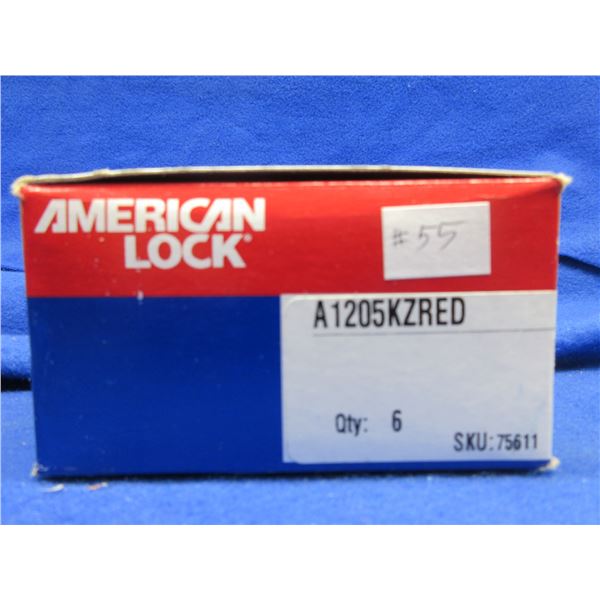 AMERICAN
LOCK
# 55
A1205KZRED
Qty: 6
SKU: 75611